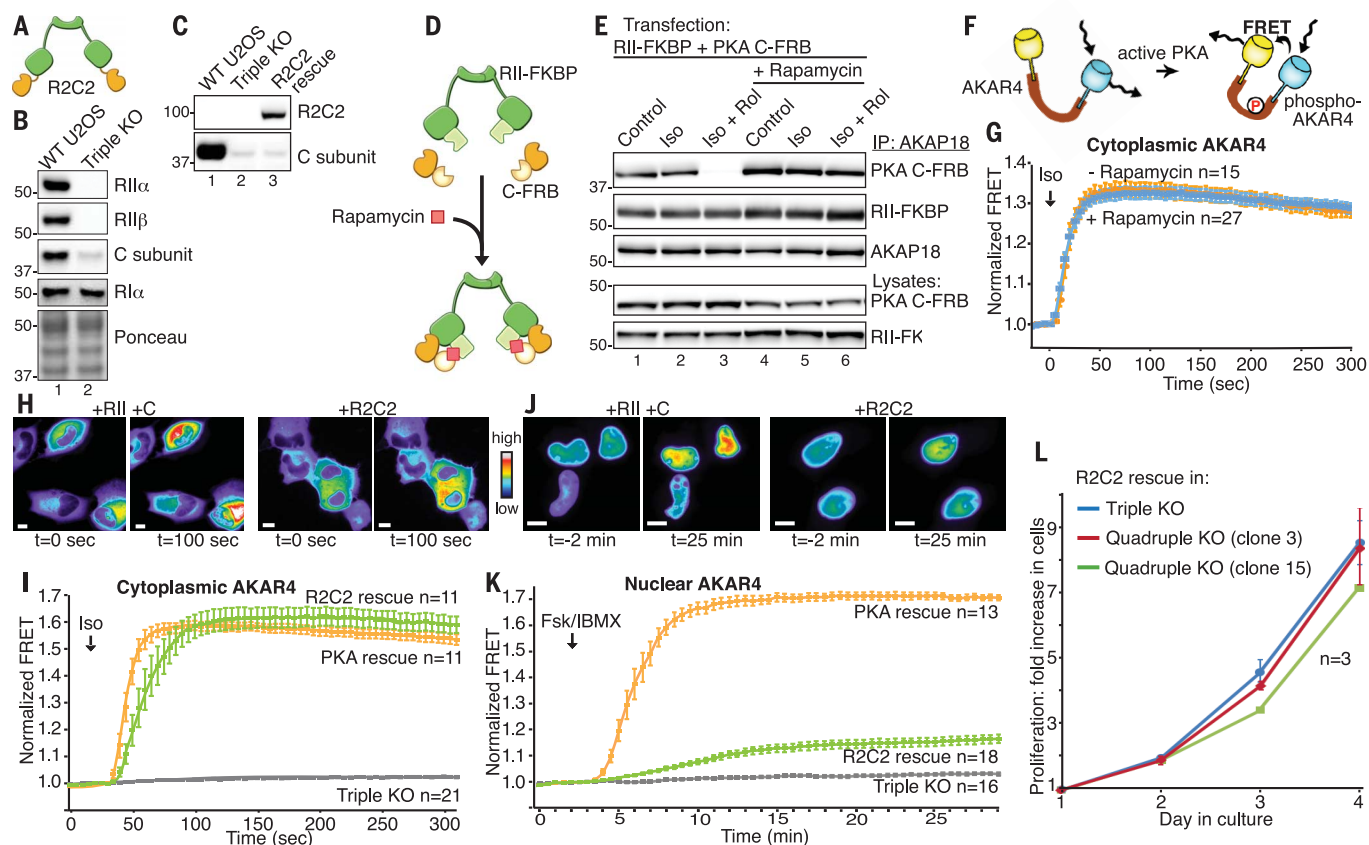 A
R2C2
B
WT U2OS
Triple KO
50
RIIα
50
RIIβ
37
C subunit
50
RIα
50
37
Ponceau
1 2
C
WT U2OS
Triple KO
R2C2 rescue
100
R2C2
37
C subunit
1 2 3
D
RII-FKBP
C-FRB
Rapamycin
E
Transfection:
RII-FKBP + PKA C-FRB
+ Rapamycin
Control
Iso
Iso + Rol
Control
Iso
Iso + Rol
IP: AKAP18
37
PKA C-FRB
50
RII-FKBP
50
AKAP18
Lysates:
50
PKA C-FRB
50
RII-FK
1 2 3 4 5 6
F
AKAR4
active PKA
FRET
P
phospho-
AKAR4
G
Cytoplasmic AKAR4
Iso
- Rapamycin n=15
+ Rapamycin n=27
Normalized FRET
1.4
1.3
1.2
1.1
1.0
0 50 100 150 200 250 300
Time (sec)
H
+RII +C
+R2C2
t=0 sec
t=100 sec
t=0 sec
t=100 sec
high
low
J
+RII +C
+R2C2
t=-2 min
t=25 min
t=-2 min
t=25 min
I
Cytoplasmic AKAR4
Iso
R2C2 rescue n=11
PKA rescue n=11
Triple KO n=21
Normalized FRET
1.7
1.6
1.5
1.4
1.3
1.2
1.1
1.0
0 50 100 150 200 250 300
Time (sec)
K
Nuclear AKAR4
Fsk/IBMX
PKA rescue n=13
R2C2 rescue n=18
Triple KO n=16
Normalized FRET
1.7
1.6
1.5
1.4
1.3
1.2
1.1
1.0
0 5 10 15 20 25
Time (min)
L
R2C2 rescue in:
Triple KO
Quadruple KO (clone 3)
Quadruple KO (clone 15)
n=3
Proliferation: fold increase in cells
9
7
5
3
1
1 2 3 4
Day in culture